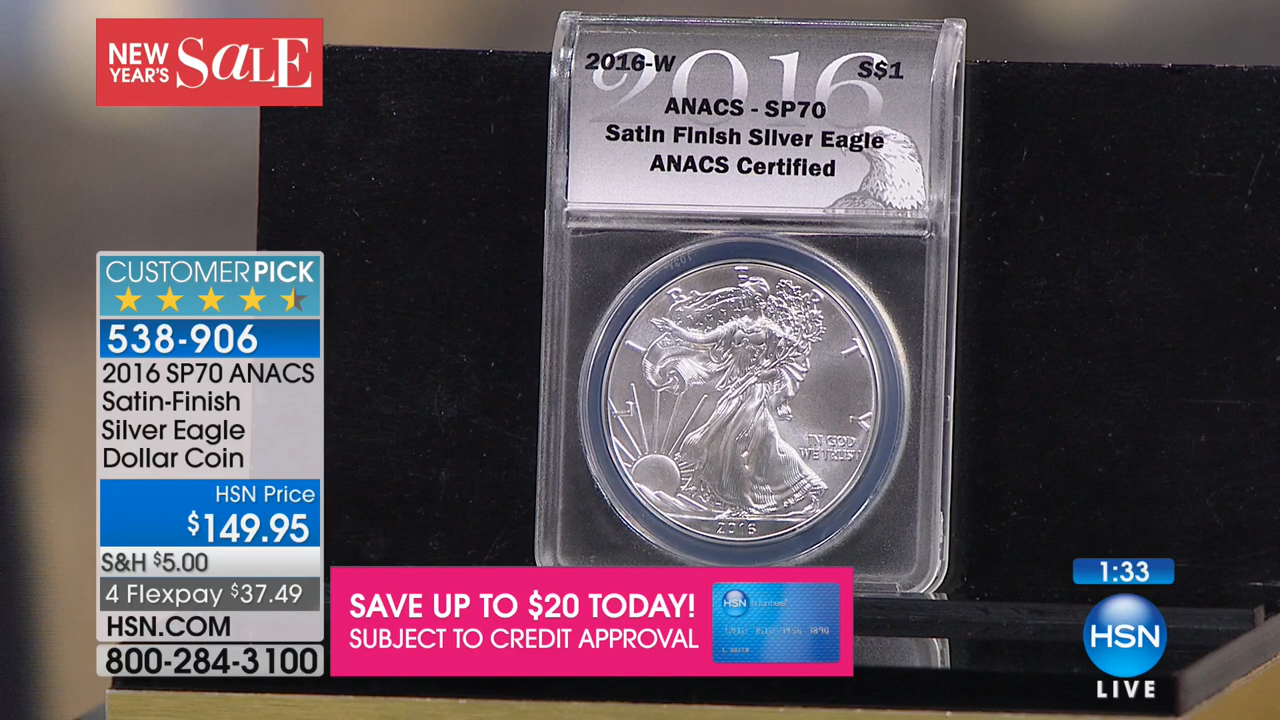 NEW
YEAR'S
SALE
2016
2016-W
S$1
ANACS - SP70
Satin Finish Silver Eagle
ANACS Certified
CUSTOMER PICK
538-906
2016 SP70 ANACS
Satin-Finish
Silver Eagle
Dollar Coin
HSN Price
$149.95
S&H $5.00
4 Flexpay $37.49
HSN.COM
800-284-3100
LIBERTY
IN GOD
WE TRUST
2016
SAVE UP TO $20 TODAY!
SUBJECT TO CREDIT APPROVAL
HSN
1:33
HSN
LIVE